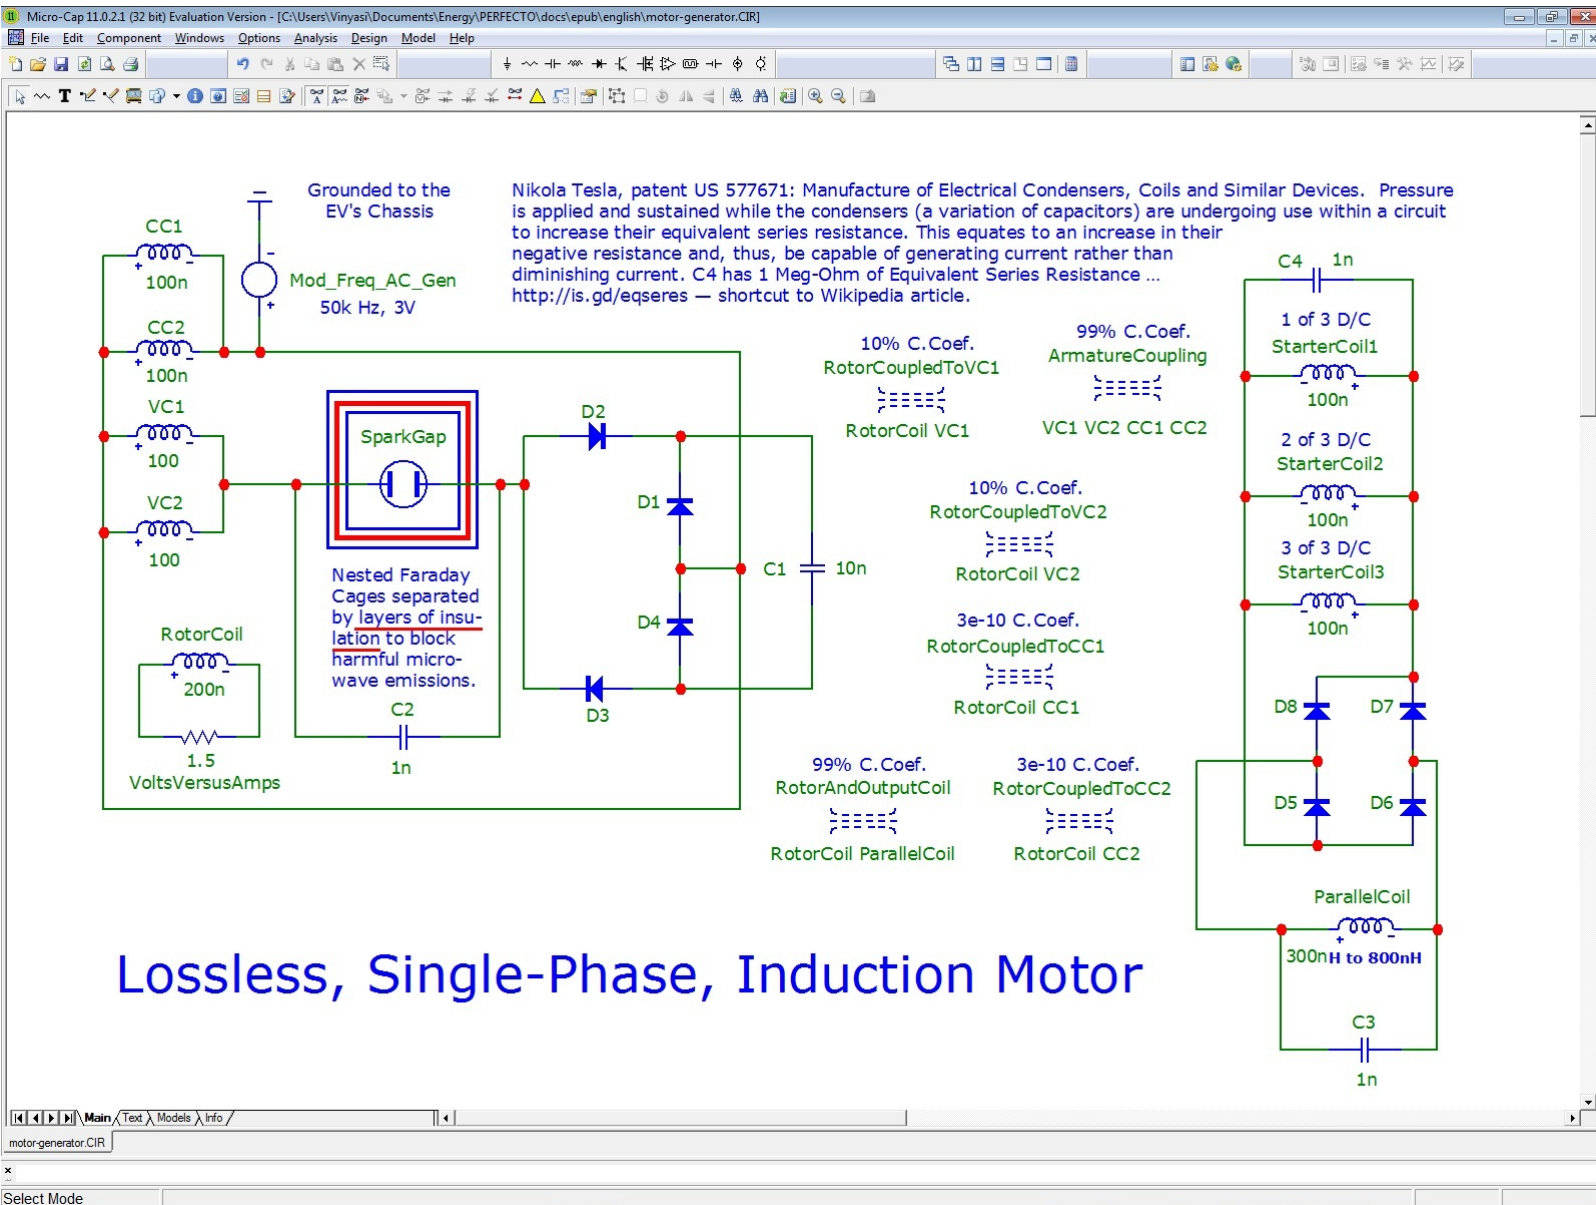 Micro-Cap 11.0.2.1 (32 bit) Evaluation Version - [C:\Users\Vinyasi\Documents\Energy\PERFECTO\docs\epub\english\motor-generator.CIR]
File Edit Component Windows Options Analysis Design Model Help
Grounded to the
EV's Chassis
Nikola Tesla, patent US 577671: Manufacture of Electrical Condensers, Coils and Similar Devices. Pressure
is applied and sustained while the condensers (a variation of capacitors) are undergoing use within a circuit
to increase their equivalent series resistance. This equates to an increase in their
negative resistance and, thus, be capable of generating current rather than
diminishing current. C4 has 1 Meg-Ohm of Equivalent Series Resistance ...
http://is.gd/eqseres — shortcut to Wikipedia article.
CC1
100n
Mod_Freq_AC_Gen
50k Hz, 3V
CC2
100n
VC1
100
VC2
100
SparkGap
Nested Faraday
Cages separated
by layers of insu-
lation to block
harmful micro-
wave emissions.
C2
1n
RotorCoil
200n
1.5
VoltsVersusAmps
D2
D1
D4
D3
C1 10n
10% C.Coef.
RotorCoupledToVC1
RotorCoil VC1
99% C.Coef.
ArmatureCoupling
VC1 VC2 CC1 CC2
10% C.Coef.
RotorCoupledToVC2
RotorCoil VC2
3e-10 C.Coef.
RotorCoupledToCC1
RotorCoil CC1
99% C.Coef.
RotorAndOutputCoil
RotorCoil ParallelCoil
3e-10 C.Coef.
RotorCoupledToCC2
RotorCoil CC2
C4 1n
1 of 3 D/C
StarterCoil1
100n
2 of 3 D/C
StarterCoil2
100n
3 of 3 D/C
StarterCoil3
100n
D8 D7
D5 D6
ParallelCoil
300nH to 800nH
C3
1n
Lossless, Single-Phase, Induction Motor
Main Text Models Info
motor-generator.CIR
Select Mode